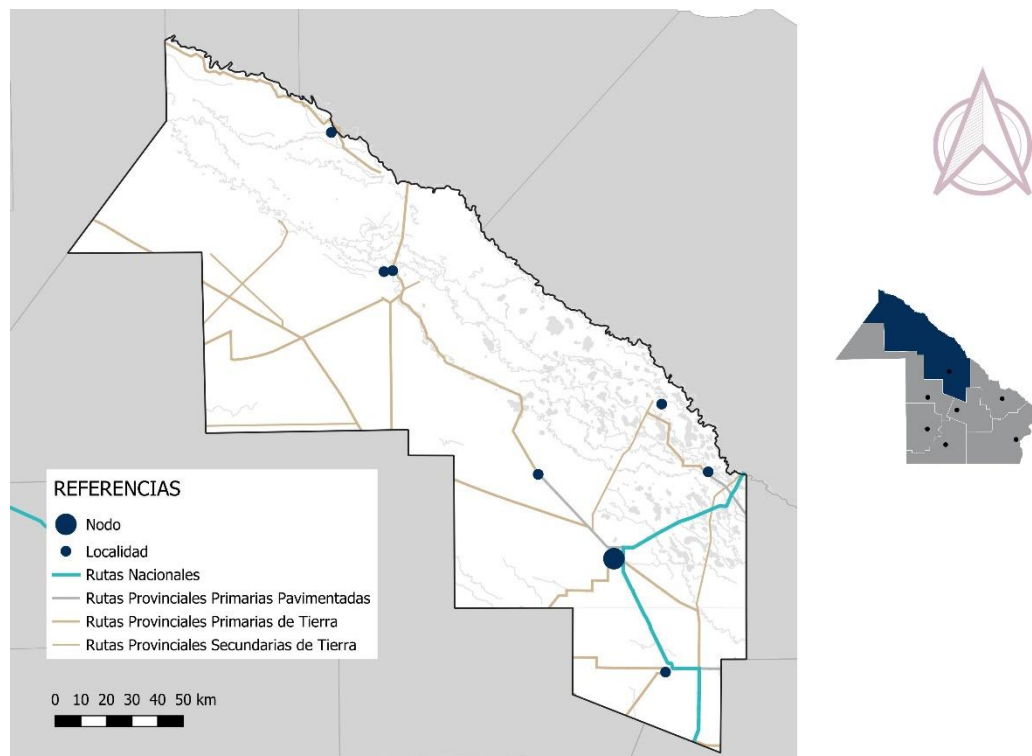 REFERENCIAS
Nodo
Localidad
Rutas Nacionales
Rutas Provinciales Primarias Pavimentadas
Rutas Provinciales Primarias de Tierra
Rutas Provinciales Secundarias de Tierra
0 10 20 30 40 50 km